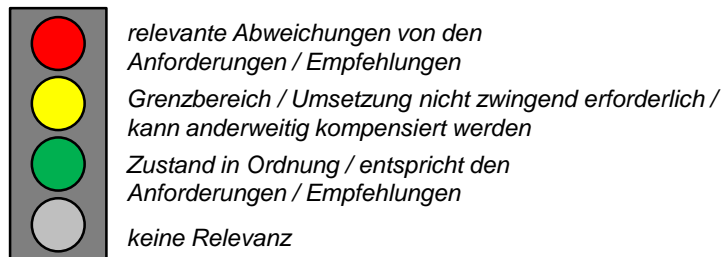 relevante Abweichungen von den
Anforderungen / Empfehlungen
Grenzbereich / Umsetzung nicht zwingend erforderlich /
kann anderweitig kompensiert werden
Zustand in Ordnung / entspricht den
Anforderungen / Empfehlungen
keine Relevanz